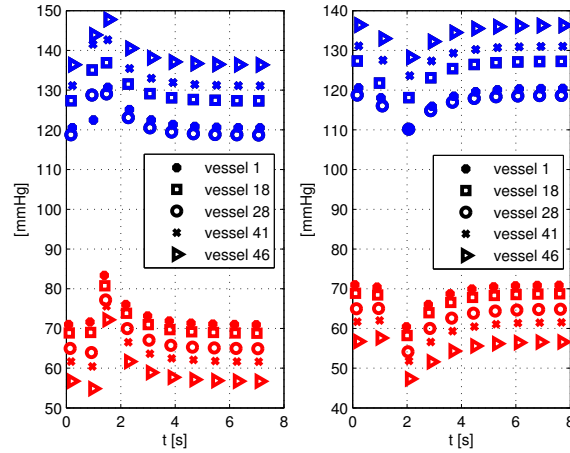 150
140
130
120
110
100
90
80
70
60
50
[mmHg]
0 2 4 6 8
t [s]
vessel 1
vessel 18
vessel 28
vessel 41
vessel 46
140
130
120
110
100
90
80
70
60
50
40
[mmHg]
0 2 4 6 8
t [s]
vessel 1
vessel 18
vessel 28
vessel 41
vessel 46